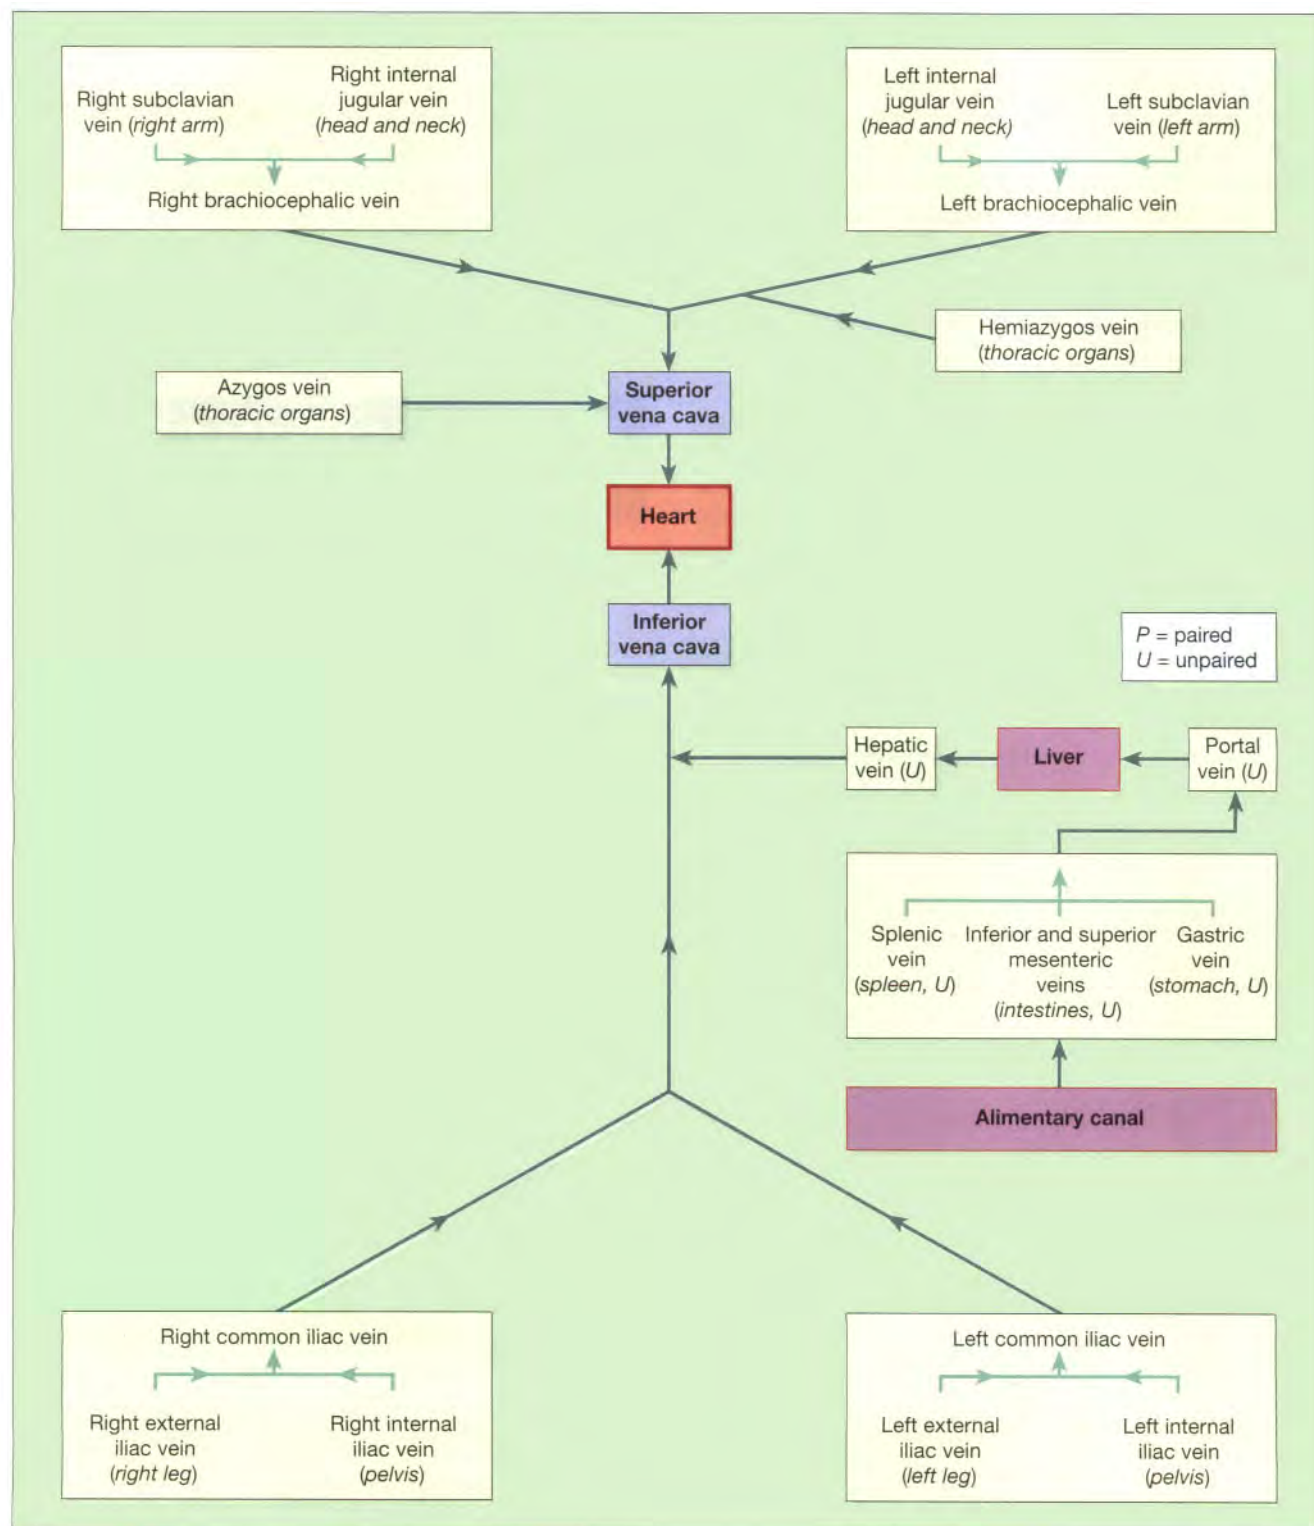 Right subclavian
vein (right arm)
Right internal
jugular vein
(head and neck)
Right brachiocephalic vein
Left internal
jugular vein
(head and neck)
Left subclavian
vein (left arm)
Left brachiocephalic vein
Hemiazygos vein
(thoracic organs)
Azygos vein
(thoracic organs)
Superior
vena cava
Heart
Inferior
vena cava
P = paired
U = unpaired
Hepatic
vein (U)
Liver
Portal
vein (U)
Splenic
vein
(spleen, U)
Inferior and superior
mesenteric
veins
(intestines, U)
Gastric
vein
(stomach, U)
Alimentary canal
Right common iliac vein
Right external
iliac vein
(right leg)
Right internal
iliac vein
(pelvis)
Left common iliac vein
Left external
iliac vein
(left leg)
Left internal
iliac vein
(pelvis)